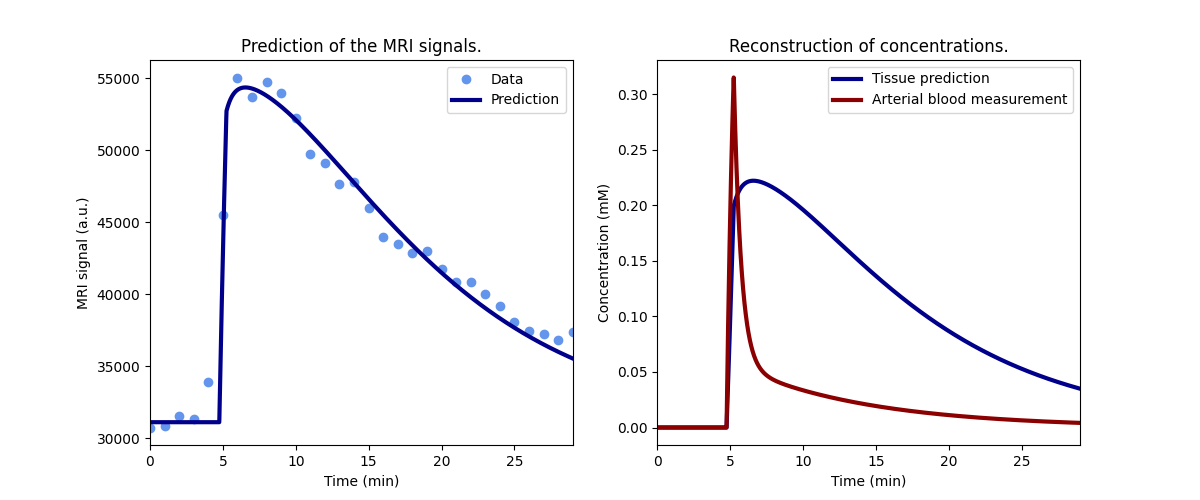 Prediction of the MRI signals.
55000
50000
45000
40000
35000
30000
MRI signal (a.u.)
0
5
10
15
20
25
Time (min)
Data
Prediction
Reconstruction of concentrations.
0.30
0.25
0.20
0.15
0.10
0.05
0.00
Concentration (mM)
0
5
10
15
20
25
Time (min)
Tissue prediction
Arterial blood measurement